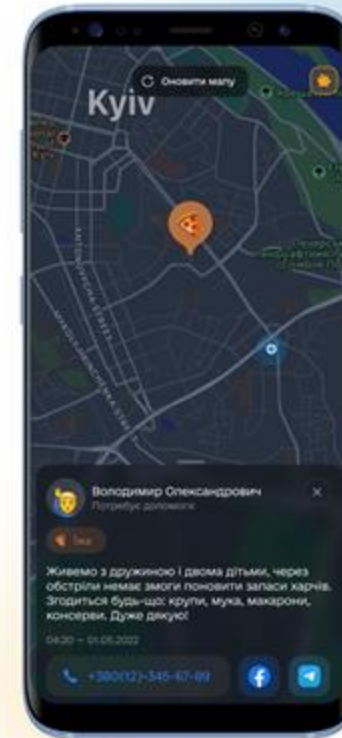 Оновити мапу
Kyiv
Володимир Олександрович
Потребує допомоги:
Їжа
Живемо з дружиною і двома дітьми, через
обстріли немає змоги поновити запаси харчів.
Згодиться будь-що: крупи, мука, макарони,
консерви. Дуже дякую!
04:20 – 01.05.2022
+380(12)-345-67-89